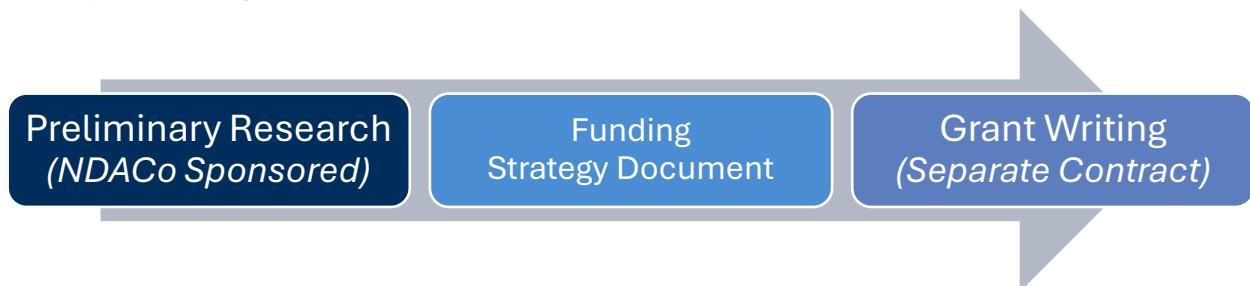 Preliminary Research
(NDACo Sponsored)
Funding
Strategy Document
Grant Writing
(Separate Contract)